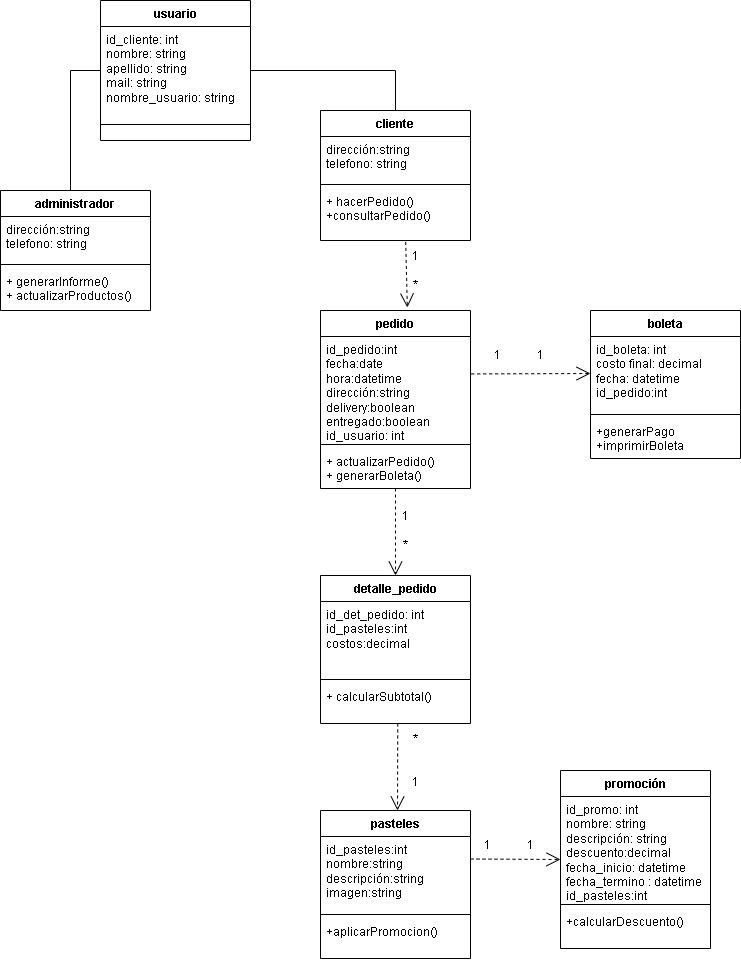 usuario
id_cliente: int
nombre: string
apellido: string
mail: string
nombre_usuario: string
cliente
dirección:string
telefono: string
+ hacerPedido()
+consultarPedido()
administrador
dirección:string
telefono: string
+ generarInforme()
+ actualizarProductos()
1
*
pedido
id_pedido:int
fecha:date
hora:datetime
dirección:string
delivery:boolean
entregado:boolean
id_usuario: int
+ actualizarPedido()
+ generarBoleta()
1 1
boleta
id_boleta: int
costo final: decimal
fecha: datetime
id_pedido:int
+generarPago
+imprimirBoleta
1
*
detalle_pedido
id_det_pedido: int
id_pasteles:int
costos:decimal
+ calcularSubtotal()
*
1
pasteles
id_pasteles:int
nombre:string
descripción:string
imagen:string
+aplicarPromocion()
1 1
promoción
id_promo: int
nombre: string
descripción: string
descuento:decimal
fecha_inicio: datetime
fecha_termino : datetime
id_pasteles:int
+calcularDescuento()